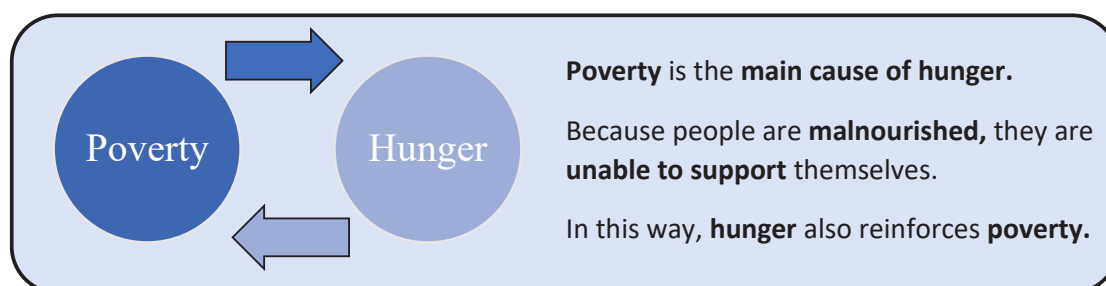 Poverty
Hunger
Poverty is the main cause of hunger.
Because people are malnourished, they are
unable to support themselves.
In this way, hunger also reinforces poverty.